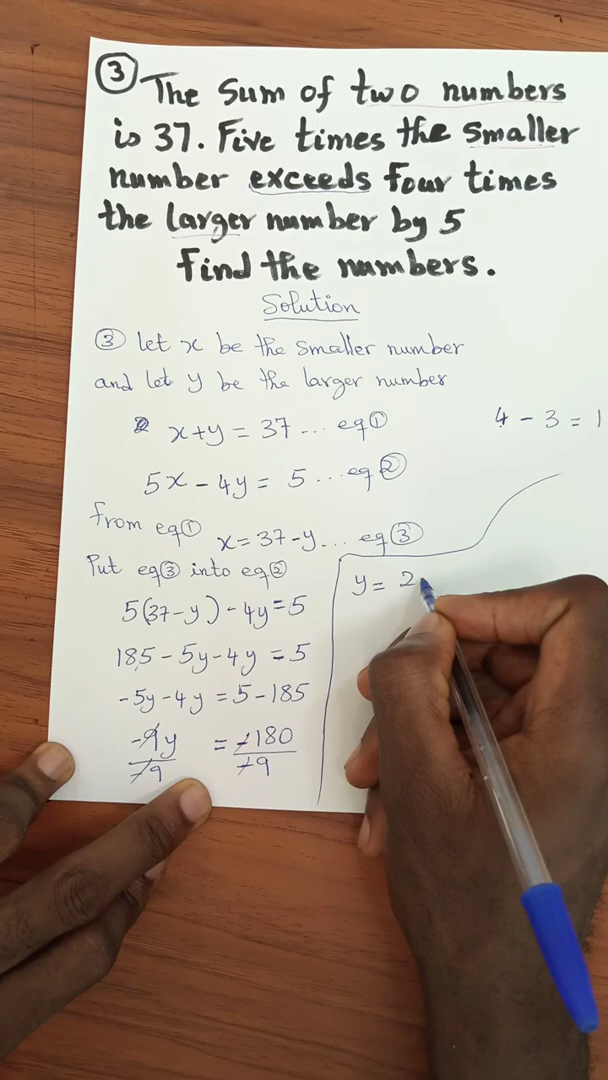 ③ The Sum of two numbers
is 37. Five times the smaller
number exceeds four times
the larger number by 5
Find the numbers.
Solution
③ let x be the smaller number
and let y be the larger number
x+y = 37 ... eq①
4 - 3 = 1
5x - 4y = 5 ... eq②
from eq① x = 37-y... eq③
Put eq③ into eq②
5(37-y) - 4y = 5
185 - 5y - 4y = 5
-5y - 4y = 5 - 185
-9y = -180
-9 -9
y = 2